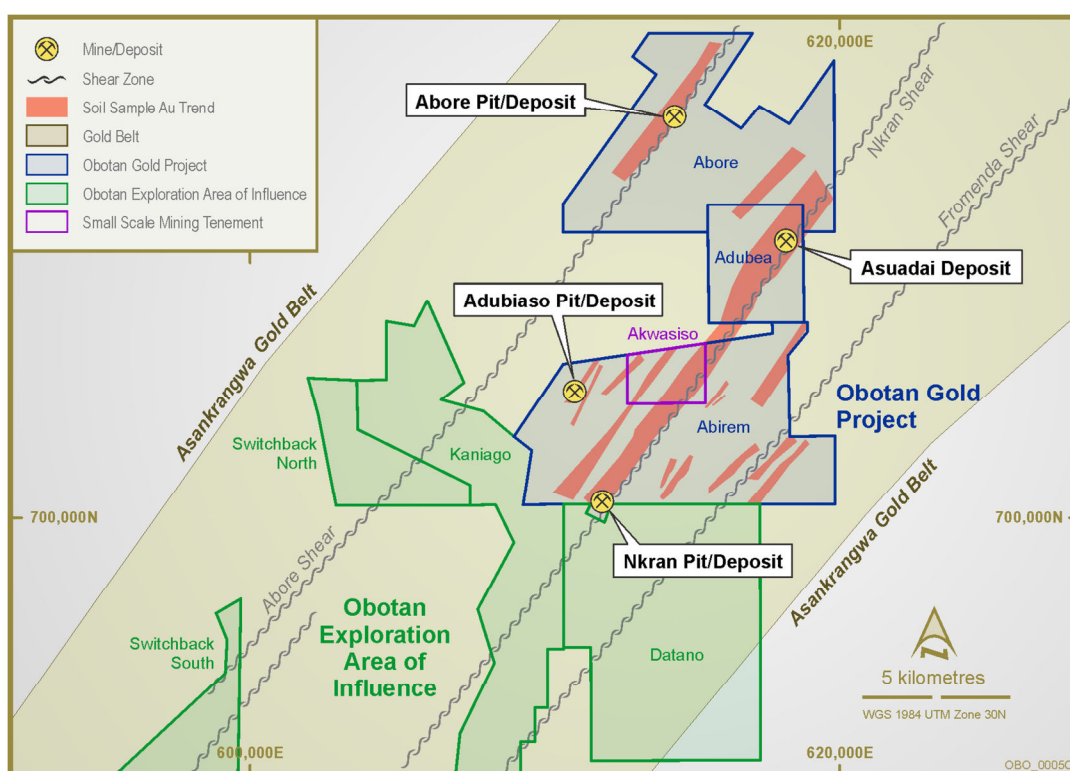 Mine/Deposit
Shear Zone
Soil Sample Au Trend
Gold Belt
Obotan Gold Project
Obotan Exploration Area of Influence
Small Scale Mining Tenement
620,000E
Abore Pit/Deposit
Nkran Shear
Abore
Fromenda Shear
Adubea
Asuadai Deposit
Adubiaso Pit/Deposit
Asankrangwa Gold Belt
Akwasiso
Obotan Gold
Project
Abirem
Switchback
North
Kaniago
700,000N
700,000N
Nkran Pit/Deposit
Asankrangwa Gold Belt
Abore Shear
Obotan
Exploration
Area of
Influence
Switchback
South
Datano
N
5 kilometres
WGS 1984 UTM Zone 30N
600,000E
620,000E
OBO_0005C